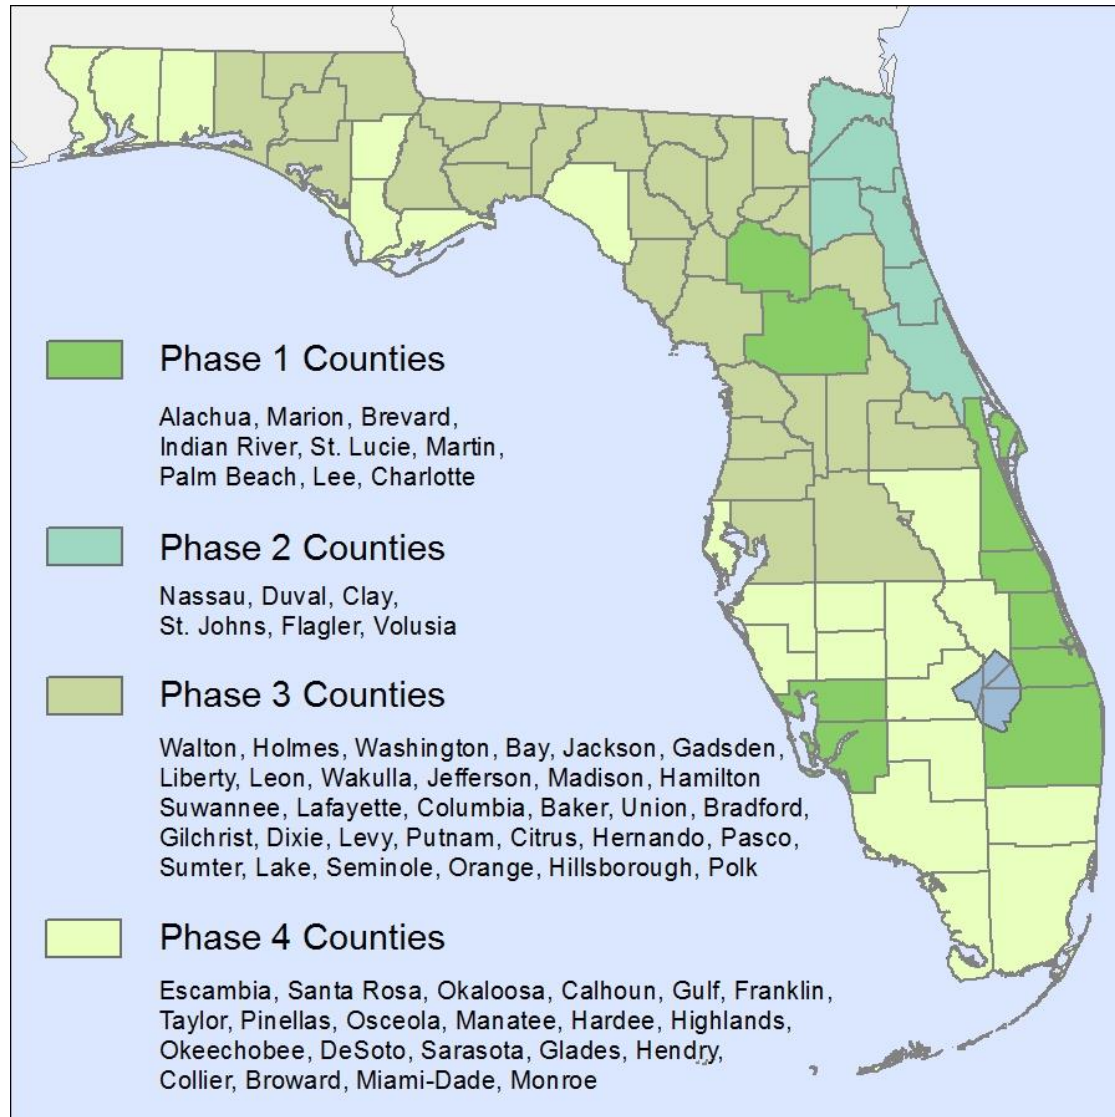 Phase 1 Counties
Alachua, Marion, Brevard,
Indian River, St. Lucie, Martin,
Palm Beach, Lee, Charlotte
Phase 2 Counties
Nassau, Duval, Clay,
St. Johns, Flagler, Volusia
Phase 3 Counties
Walton, Holmes, Washington, Bay, Jackson, Gadsden,
Liberty, Leon, Wakulla, Jefferson, Madison, Hamilton
Suwannee, Lafayette, Columbia, Baker, Union, Bradford,
Gilchrist, Dixie, Levy, Putnam, Citrus, Hernando, Pasco,
Sumter, Lake, Seminole, Orange, Hillsborough, Polk
Phase 4 Counties
Escambia, Santa Rosa, Okaloosa, Calhoun, Gulf, Franklin,
Taylor, Pinellas, Osceola, Manatee, Hardee, Highlands,
Okeechobee, DeSoto, Sarasota, Glades, Hendry,
Collier, Broward, Miami-Dade, Monroe